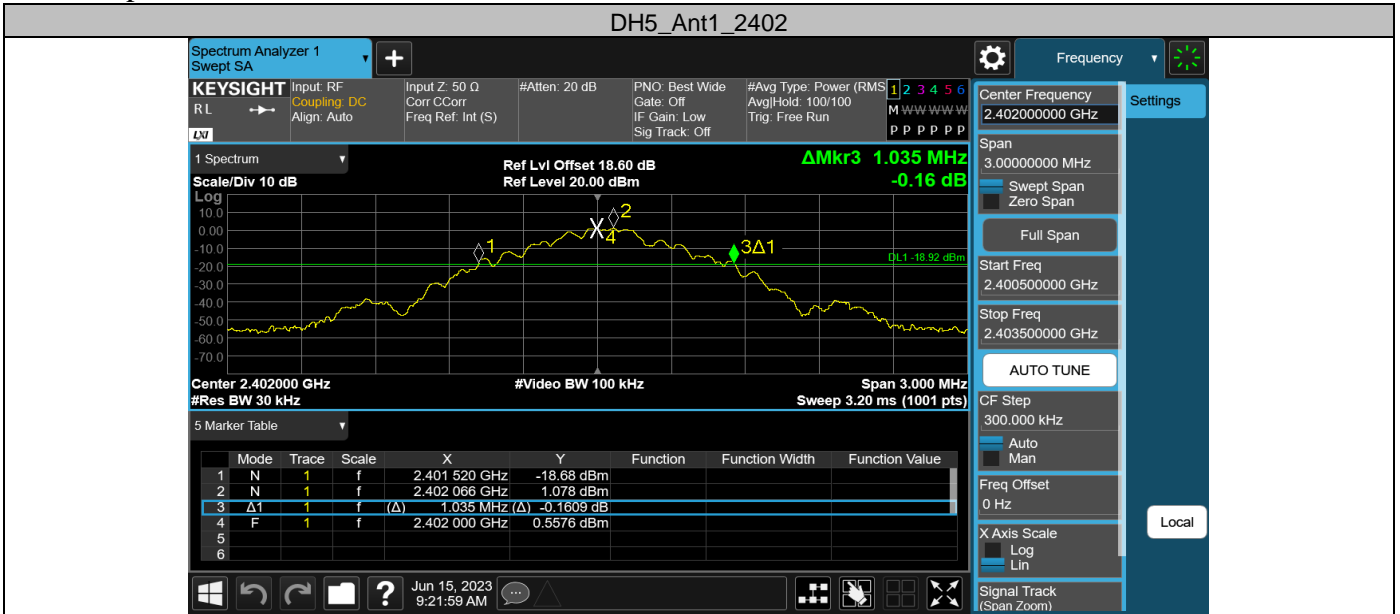 DH5_Ant1_2402
Spectrum Analyzer 1
Swept SA
+
Frequency
KEYSIGHT
RL
LXI
Input: RF
Coupling: DC
Align: Auto
Input Z: 50 Ω
Corr CCorr
Freq Ref: Int (S)
#Atten: 20 dB
PNO: Best Wide
Gate: Off
IF Gain: Low
Sig Track: Off
#Avg Type: Power (RMS
Avg|Hold: 100/100
Trig: Free Run
1 2 3 4 5 6
M W W W W W
P P P P P P
1 Spectrum
Scale/Div 10 dB
Ref Lvl Offset 18.60 dB
Ref Level 20.00 dBm
ΔMkr3 1.035 MHz
-0.16 dB
Log
10.0
0.00
-10.0
-20.0
-30.0
-40.0
-50.0
-60.0
-70.0
1
2
4
3Δ1
DL1 -18.92 dBm
Center 2.402000 GHz
#Video BW 100 kHz
Span 3.000 MHz
#Res BW 30 kHz
Sweep 3.20 ms (1001 pts)
5 Marker Table
Mode Trace Scale X Y Function Function Width Function Value
1 N 1 f 2.401 520 GHz -18.68 dBm
2 N 1 f 2.402 066 GHz 1.078 dBm
3 Δ1 1 f (Δ) 1.035 MHz (Δ) -0.1609 dB
4 F 1 f 2.402 000 GHz 0.5576 dBm
5
6
?
Jun 15, 2023
9:21:59 AM
Center Frequency
2.402000000 GHz
Settings
Span
3.00000000 MHz
Swept Span
Zero Span
Full Span
Start Freq
2.400500000 GHz
Stop Freq
2.403500000 GHz
AUTO TUNE
CF Step
300.000 kHz
Auto
Man
Freq Offset
0 Hz
Local
X Axis Scale
Log
Lin
Signal Track
(Span Zoom)